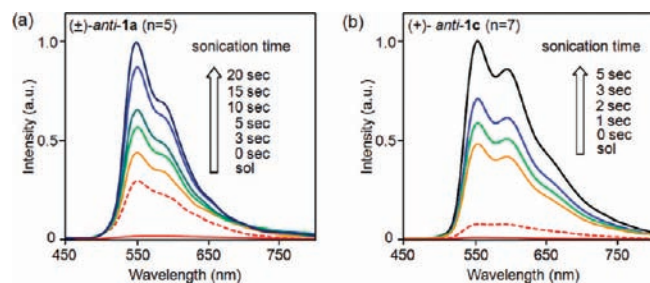 (a) (±)-anti-1a (n=5)
sonication time
20 sec
15 sec
10 sec
5 sec
3 sec
0 sec
sol
1.0
0.5
0
Intensity (a.u.)
450 550 650 750
Wavelength (nm)
(b) (+)- anti-1c (n=7)
sonication time
5 sec
3 sec
2 sec
1 sec
0 sec
sol
1.0
0.5
0
Intensity (a.u.)
450 550 650 750
Wavelength (nm)